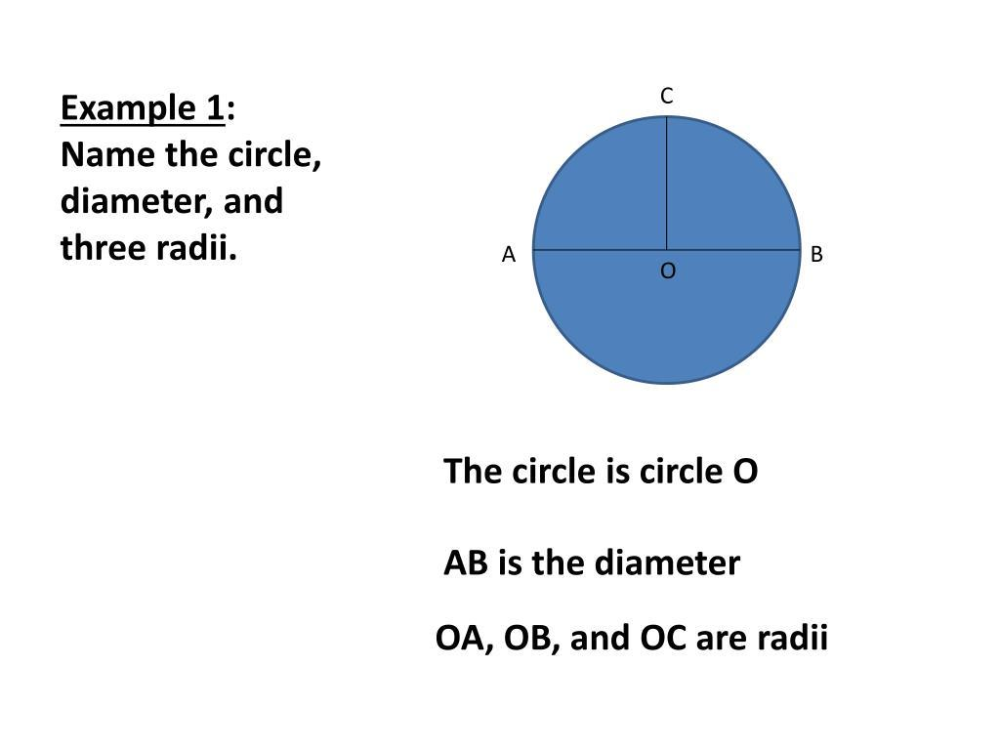 Example 1:
Name the circle,
diameter, and
three radii.
C
A
B
O
The circle is circle O
AB is the diameter
OA, OB, and OC are radii